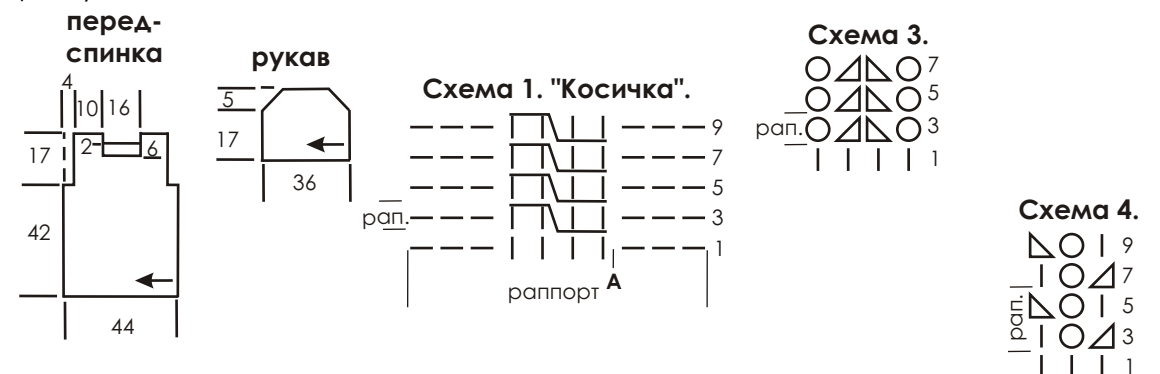 перед-
спинка
4
10 16
17
2 6
42
44
рукав
5
17
36
Схема 1. "Косичка".
9
7
5
рап. 3
1
раппорт А
Схема 3.
7
5
рап. 3
1
Схема 4.
9
7
рап. 5
3
1